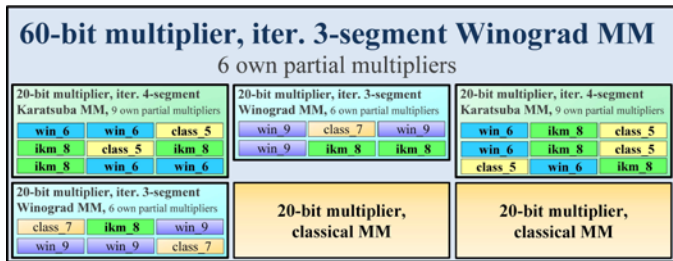 60-bit multiplier, iter. 3-segment Winograd MM
6 own partial multipliers
20-bit multiplier, iter. 4-segment
Karatsuba MM, 9 own partial multipliers
win_6 win_6 class_5
ikm_8 class_5 ikm_8
ikm_8 win_6 win_6
20-bit multiplier, iter. 3-segment
Winograd MM, 6 own partial multipliers
win_9 class_7 win_9
win_9 ikm_8 ikm_8
20-bit multiplier, iter. 4-segment
Karatsuba MM, 9 own partial multipliers
win_6 ikm_8 class_5
win_6 ikm_8 class_5
class_5 win_6 ikm_8
20-bit multiplier, iter. 3-segment
Winograd MM, 6 own partial multipliers
class_7 ikm_8 win_9
win_9 win_9 class_7
20-bit multiplier,
classical MM
20-bit multiplier,
classical MM